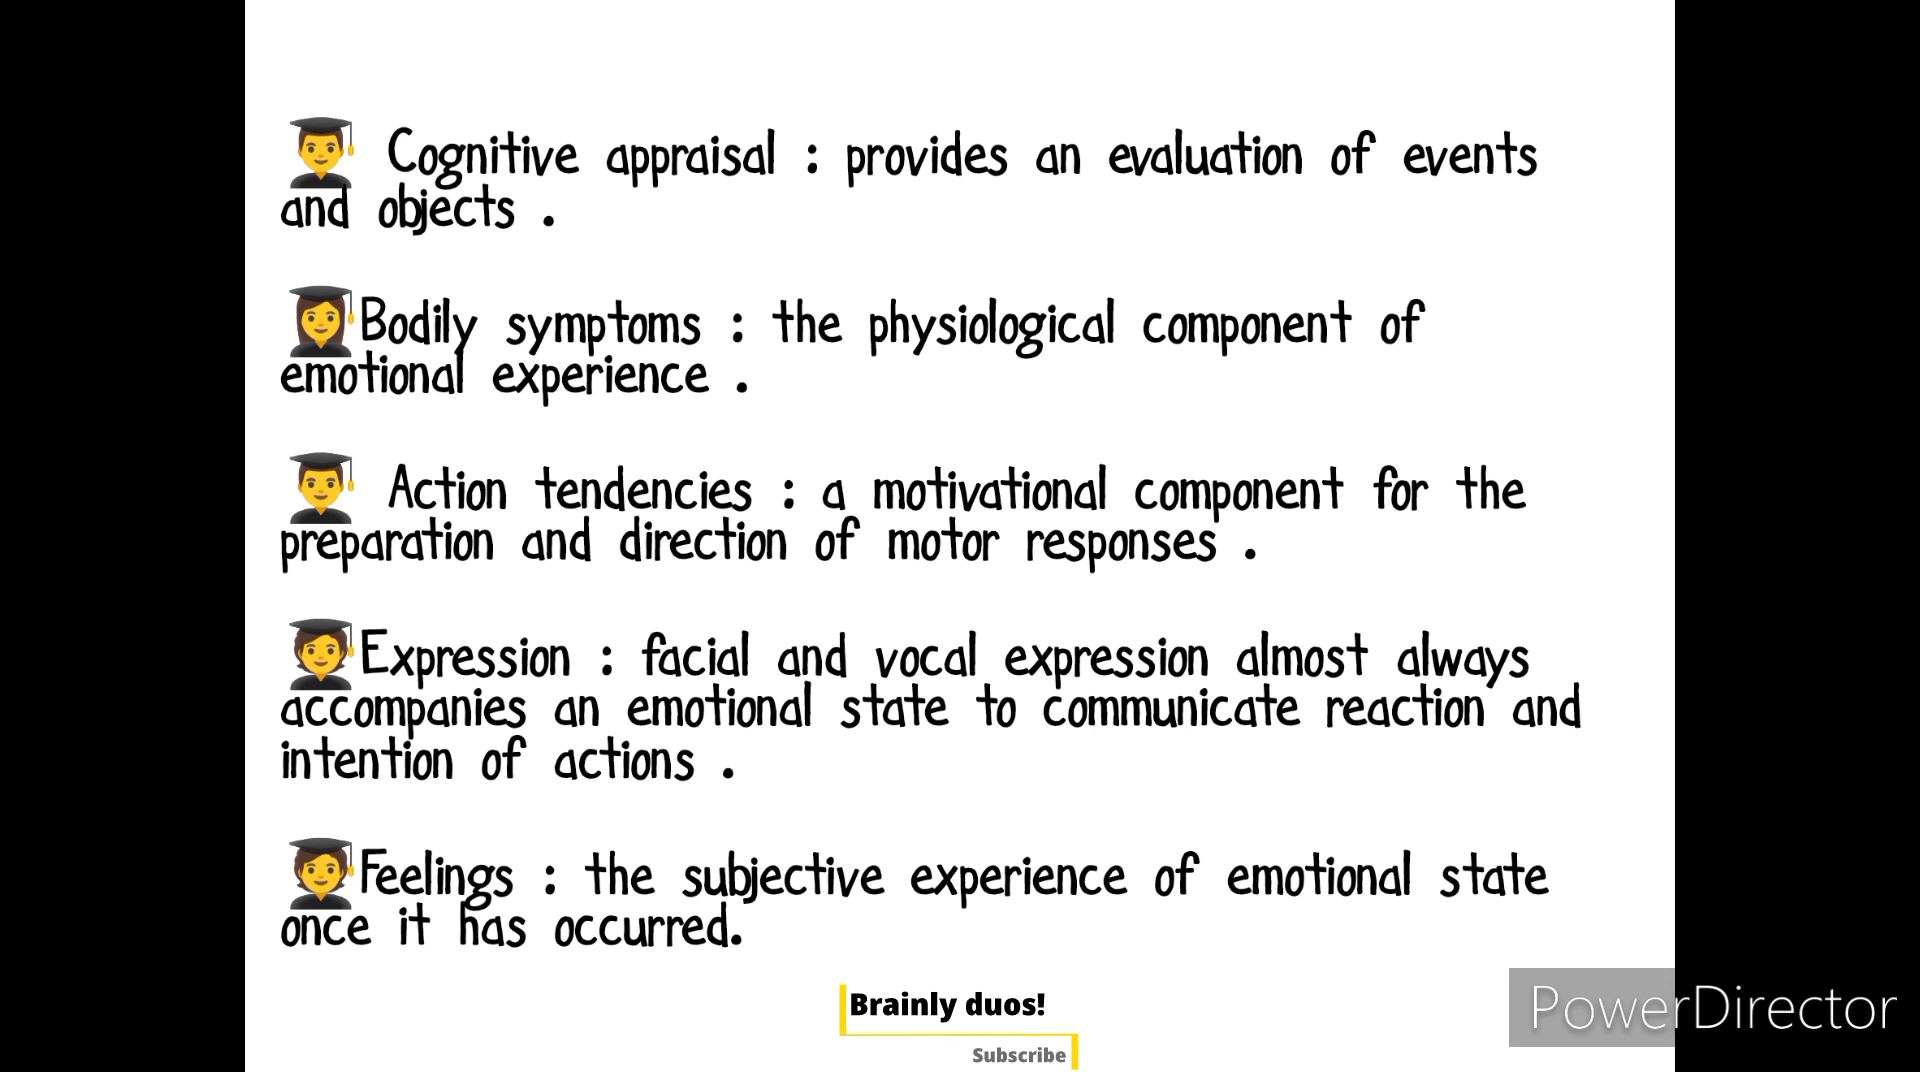 Cognitive appraisal : provides an evaluation of events
and objects .
Bodily symptoms : the physiological component of
emotional experience .
Action tendencies : a motivational component for the
preparation and direction of motor responses .
Expression : facial and vocal expression almost always
accompanies an emotional state to communicate reaction and
intention of actions .
Feelings : the subjective experience of emotional state
once it has occurred.
Brainly duos!
Subscribe
PowerDirector